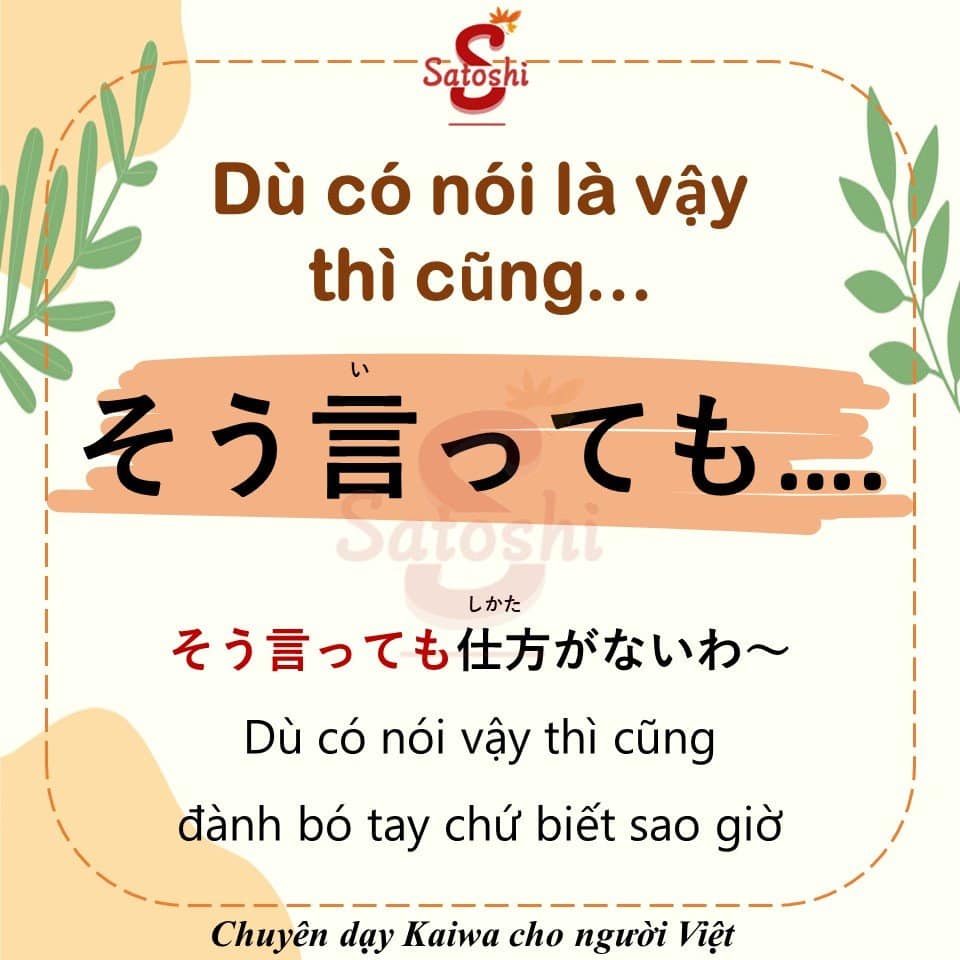 Satoshi
Dù có nói là vậy
thì cũng...
い
そう言っても....
Satoshi
しかた
そう言っても仕方がないわ～
Dù có nói vậy thì cũng
đành bó tay chứ biết sao giờ
Chuyên dạy Kaiwa cho người Việt